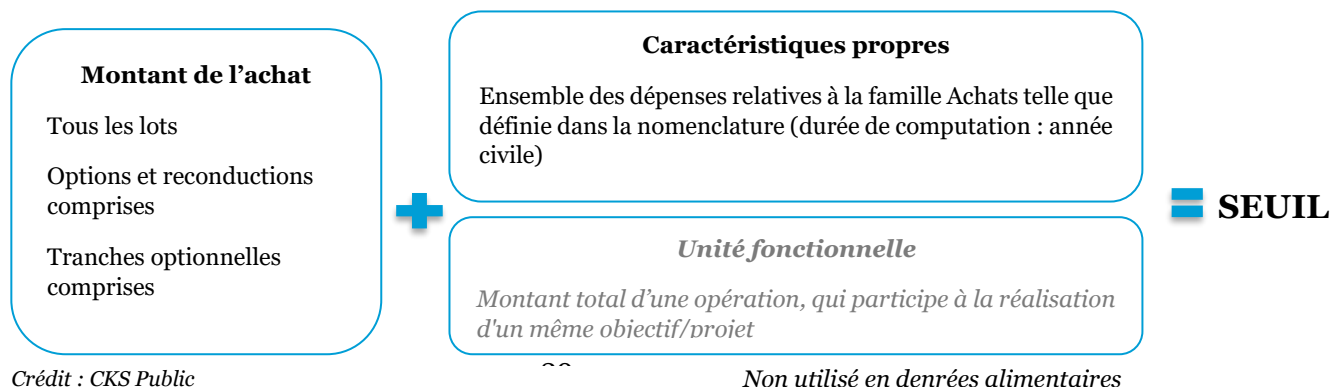 Montant de l’achat
Tous les lots
Options et reconductions
comprises
Tranches optionnelles
comprises
Caractéristiques propres
Ensemble des dépenses relatives à la famille Achats telle que
définie dans la nomenclature (durée de computation : année
civile)
Unité fonctionnelle
Montant total d’une opération, qui participe à la réalisation
d'un même objectif/projet
SEUIL
Crédit : CKS Public
Non utilisé en denrées alimentaires